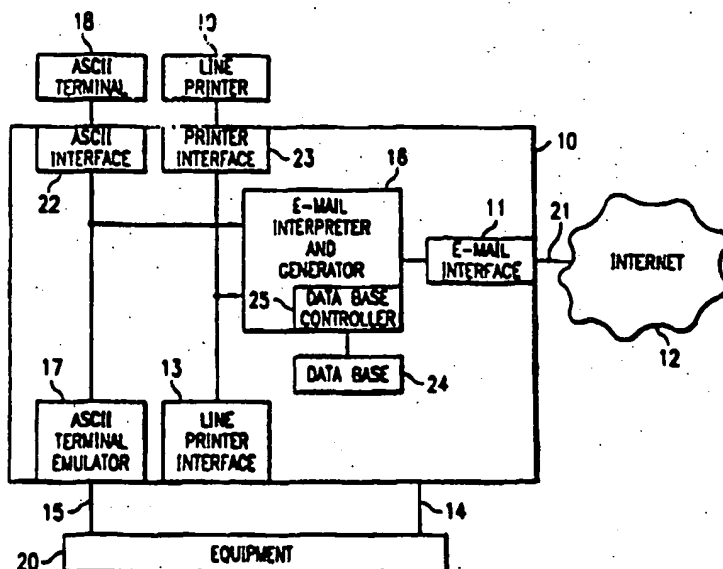 18
ASCII
TERMINAL
LINE
PRINTER
ASCII
INTERFACE
22
PRINTER
INTERFACE
23
10
16
E-MAIL
INTERPRETER
AND
GENERATOR
25
DATA BASE
CONTROLLER
DATA BASE
24
11
E-MAIL
INTERFACE
21
INTERNET
12
17
ASCII
TERMINAL
EMULATOR
13
LINE
PRINTER
INTERFACE
15
14
20
EQUIPMENT